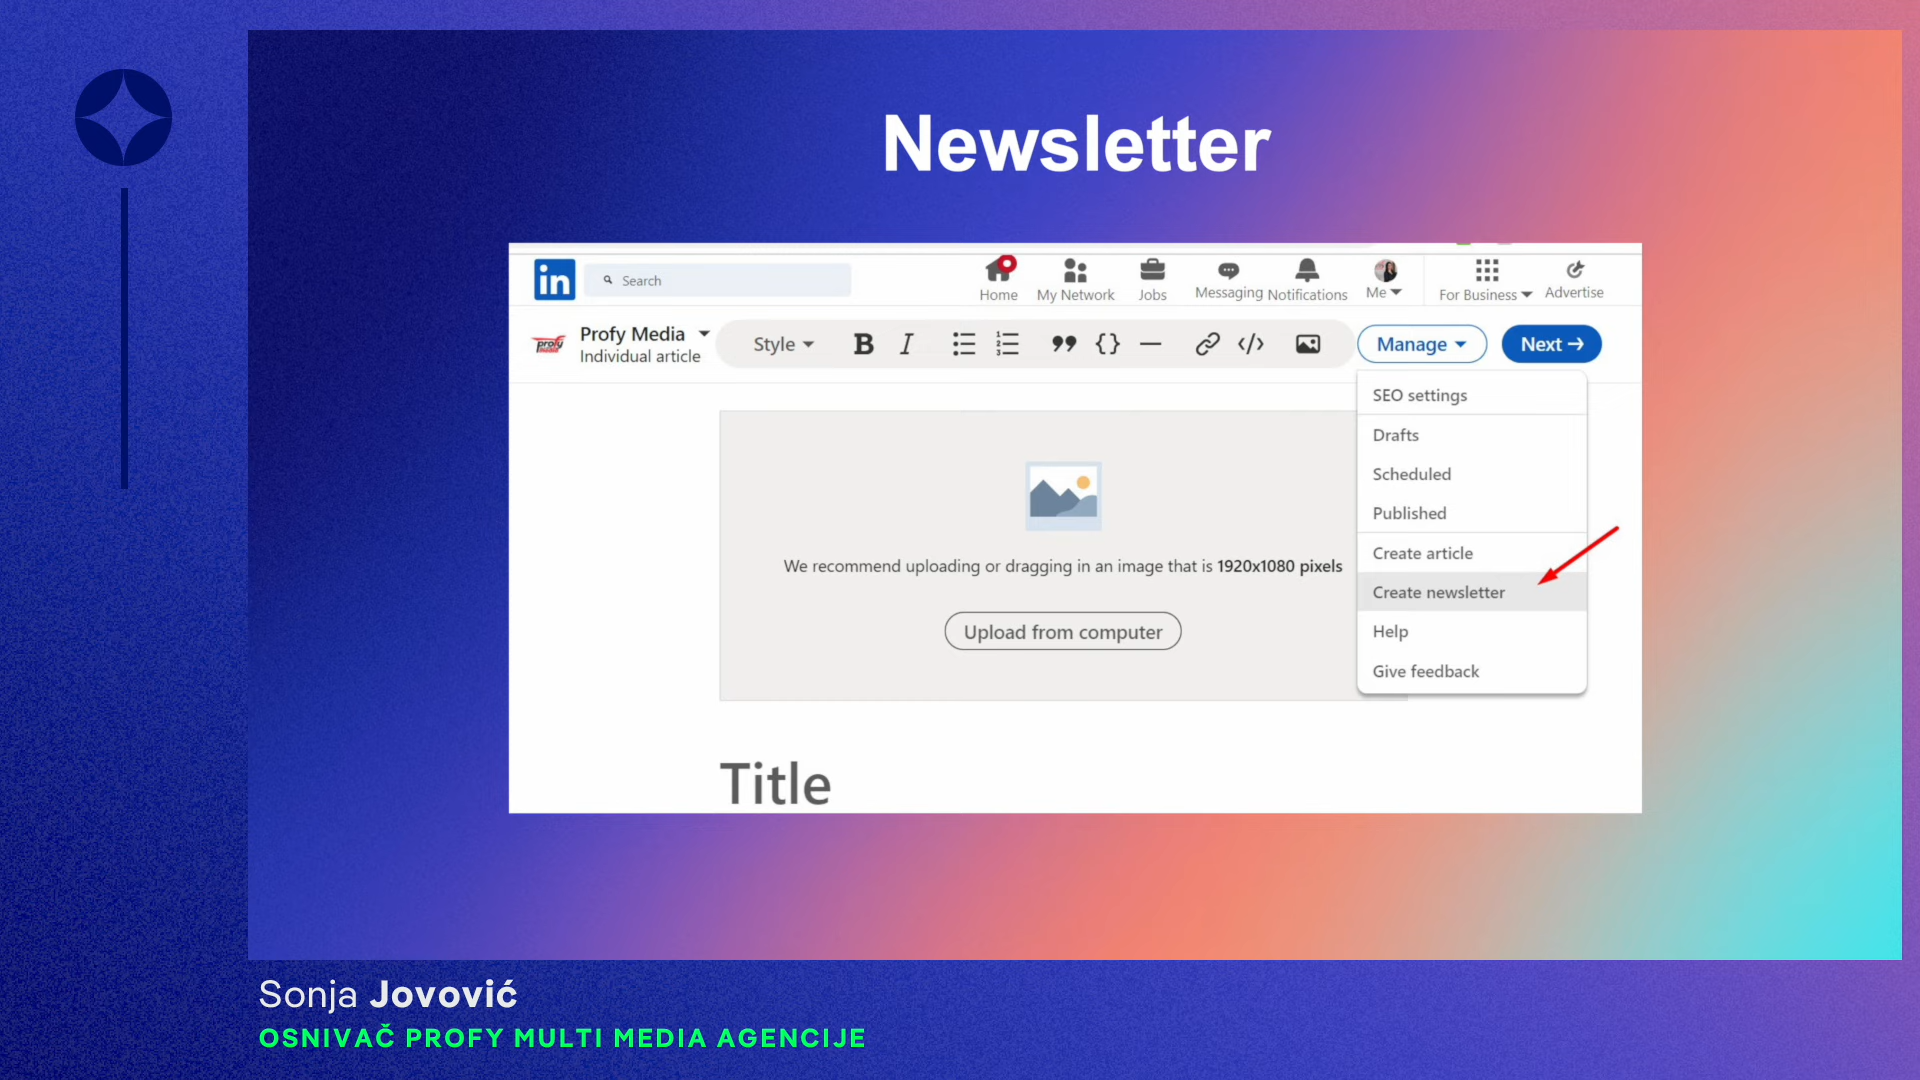 Newsletter
in
Search
Home
My Network
Jobs
Messaging
Notifications
Me
For Business
Advertise
profy media
Profy Media
Individual article
Style
B
I
Manage
Next →
SEO settings
Drafts
Scheduled
Published
Create article
Create newsletter
Help
Give feedback
We recommend uploading or dragging in an image that is 1920x1080 pixels
Upload from computer
Title
Sonja Jovović
OSNIVAČ PROFY MULTI MEDIA AGENCIJE